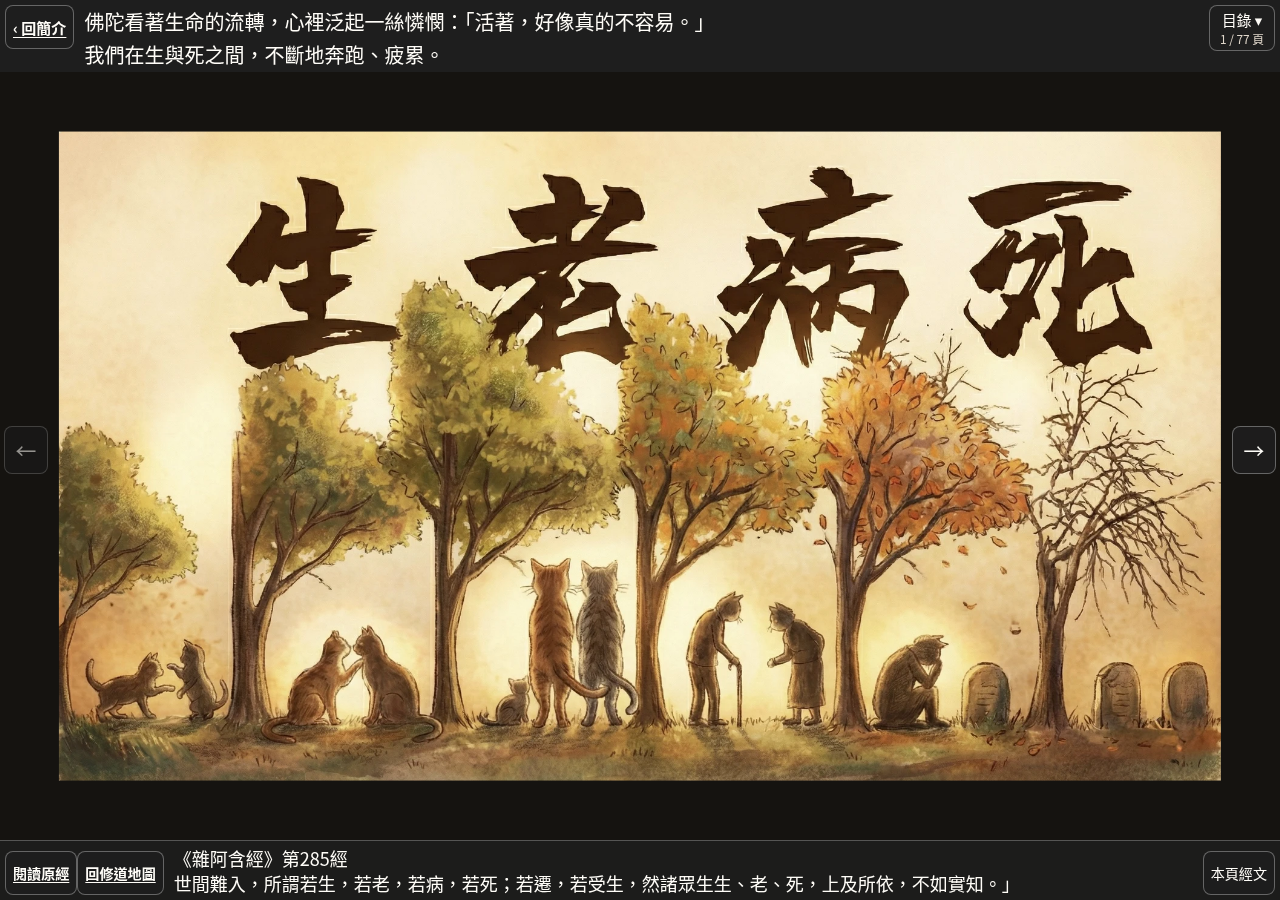 ‹ 回簡介
佛陀看著生命的流轉，心裡泛起一絲憐憫：「活著，好像真的不容易。」
我們在生與死之間，不斷地奔跑、疲累。
目錄 ▾
1 / 77 頁
生老病死
←
→
閱讀原經
回修道地圖
《雜阿含經》第285經
世間難入，所謂若生，若老，若病，若死；若遷，若受生，然諸眾生生、老、死，上及所依，不如實知。」
本頁經文